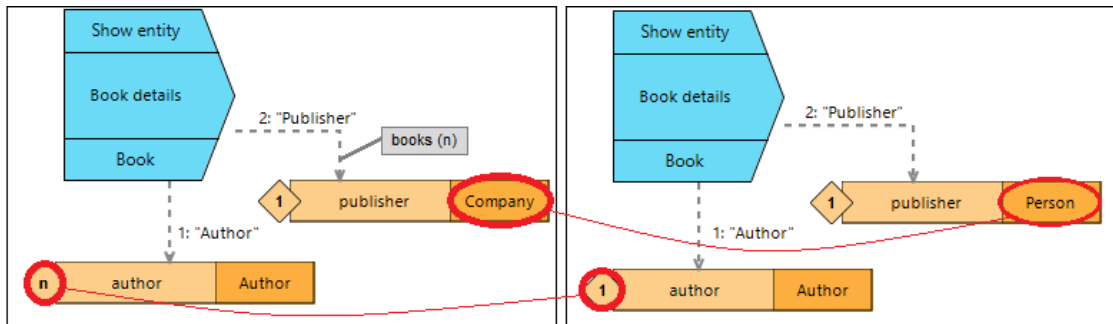 Show entity
Book details
Book
2: "Publisher"
books (n)
1
publisher
Company
1: "Author"
n
author
Author
Show entity
Book details
Book
2: "Publisher"
1
publisher
Person
1: "Author"
1
author
Author